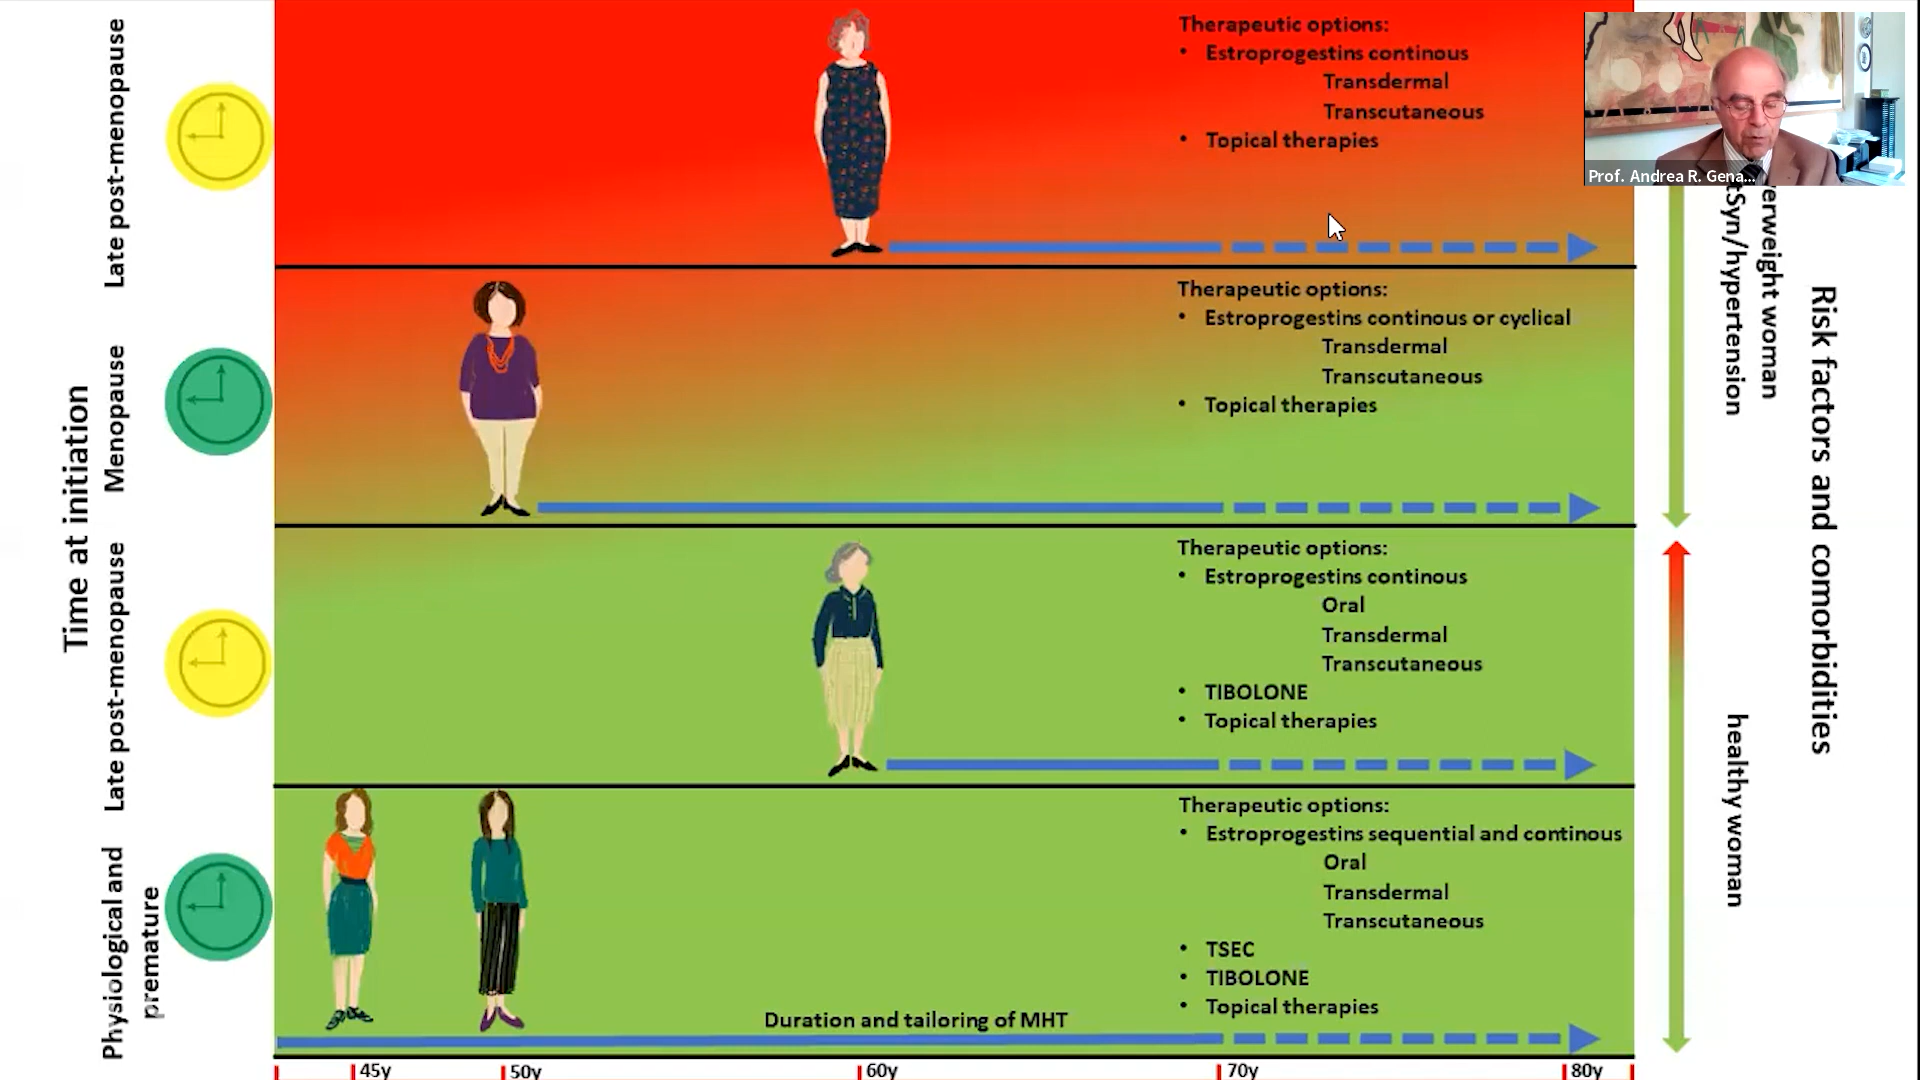 Time at initiation
Late post-menopause
Menopause
Late post-menopause
Physiological and
premature
Therapeutic options:
• Estroprogestins continous
Transdermal
Transcutaneous
• Topical therapies
Therapeutic options:
• Estroprogestins continous or cyclical
Transdermal
Transcutaneous
• Topical therapies
Therapeutic options:
• Estroprogestins continous
Oral
Transdermal
Transcutaneous
• TIBOLONE
• Topical therapies
Therapeutic options:
• Estroprogestins sequential and continous
Oral
Transdermal
Transcutaneous
• TSEC
• TIBOLONE
• Topical therapies
Duration and tailoring of MHT
45y 50y 60y 70y 80y
Prof. Andrea R. Gena...
erweight woman
tSyn/hypertension
healthy woman
Risk factors and comorbidities